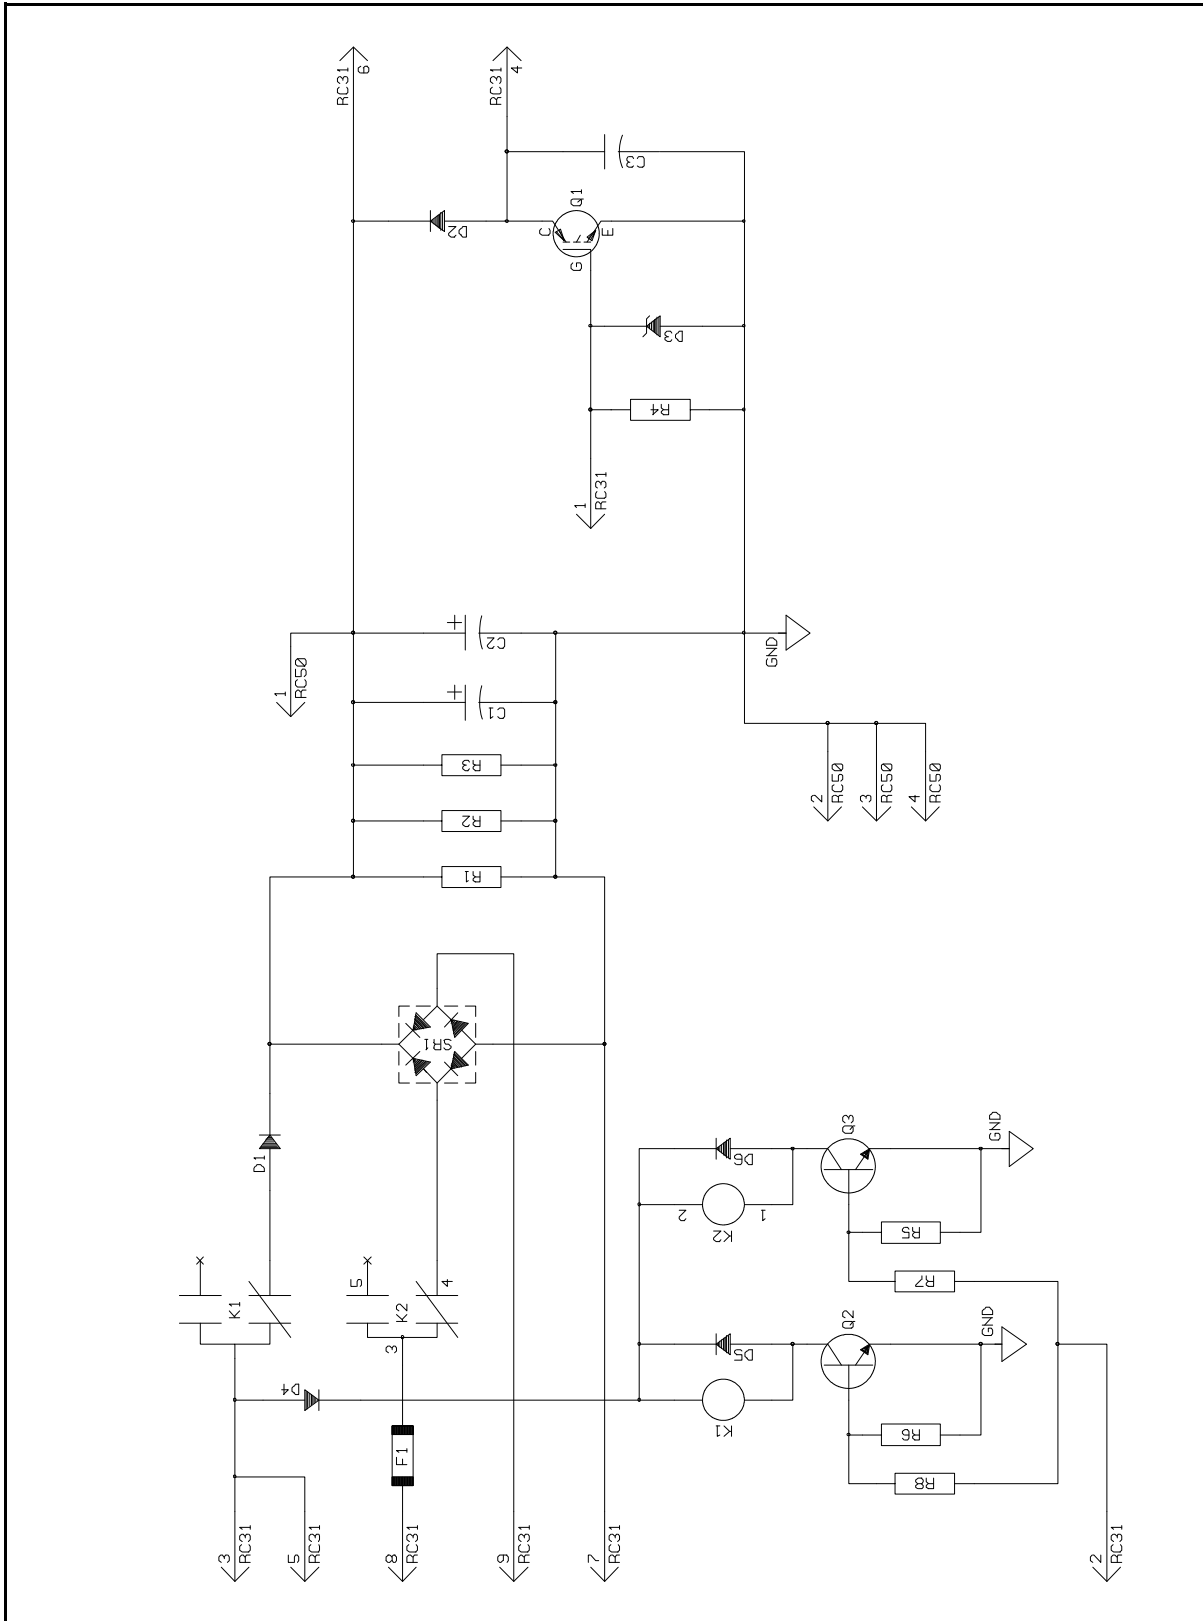 RC31 6
RC31 4
C3
Q1
D2
C
E
G
D3
R4
1 RC31
1 RC50
+ C2
GND
+ C1
R3
2 RC50
3 RC50
4 RC50
R2
R1
SR1
D1
D6
Q3
GND
2
1
K2
R5
R7
K1
5
4
K2
3
Q2
GND
D5
D4
K1
F1
R6
R8
3 RC31
5 RC31
8 RC31
9 RC31
7 RC31
2 RC31